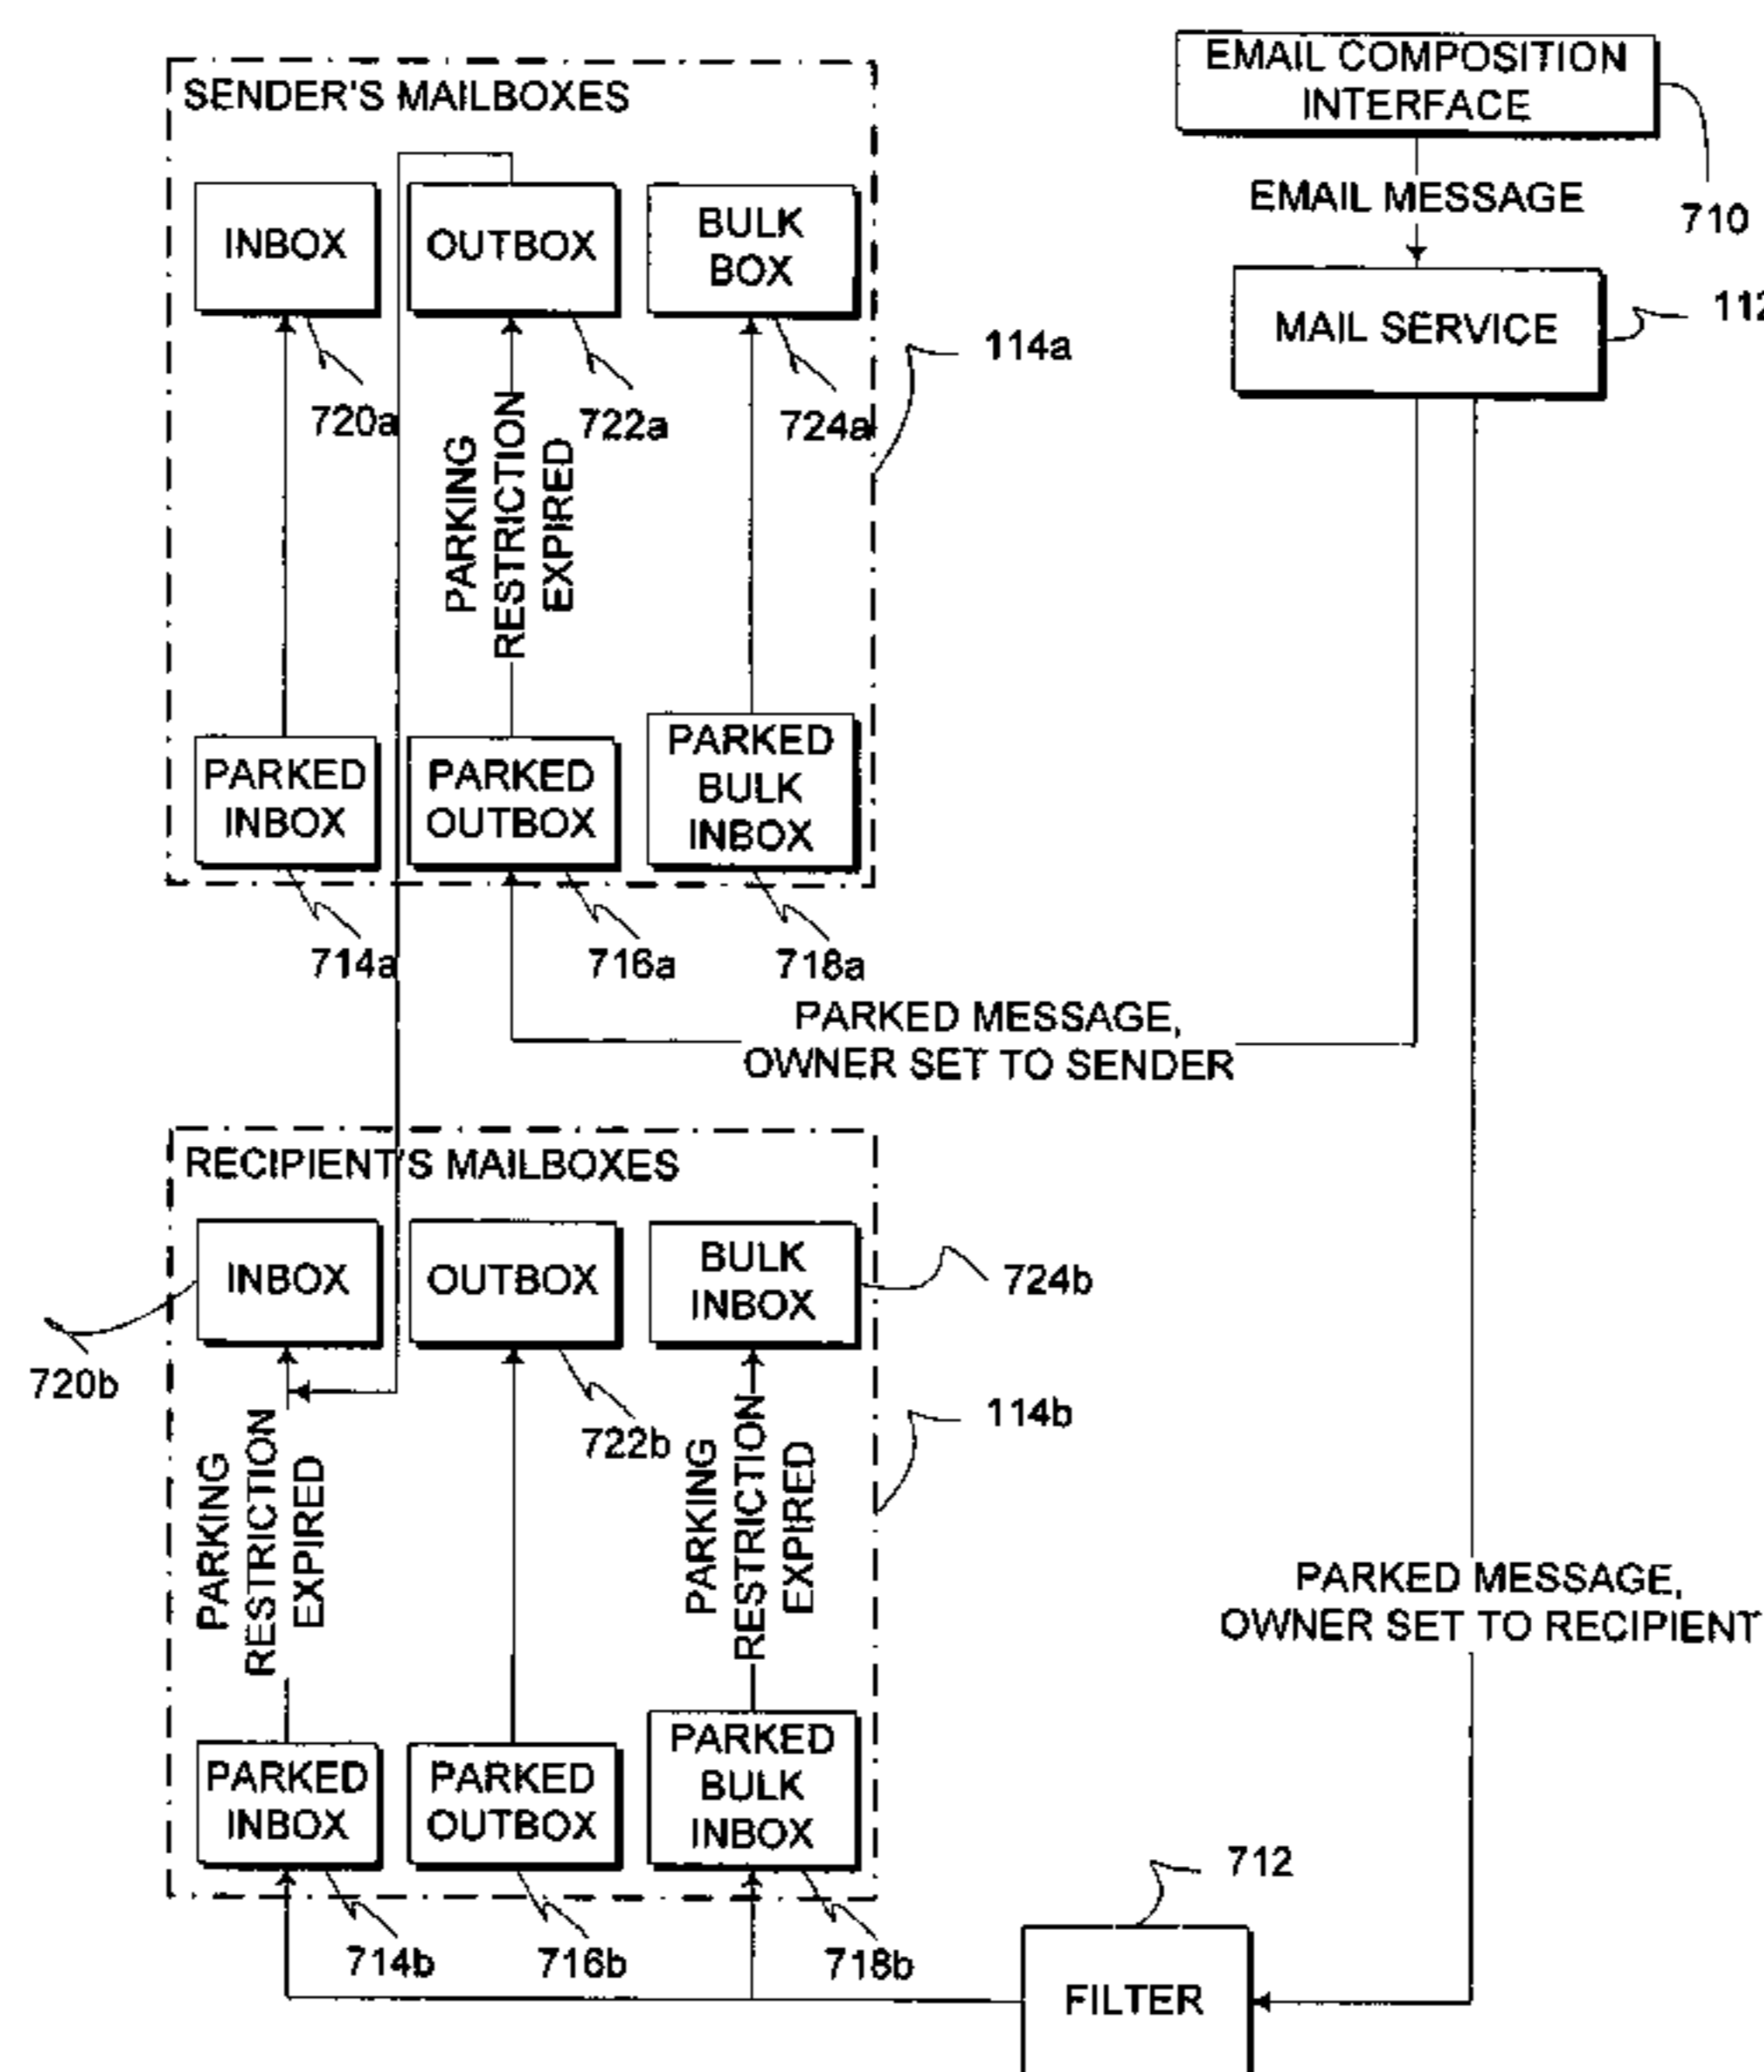 SENDER'S MAILBOXES
EMAIL COMPOSITION
INTERFACE
710
EMAIL MESSAGE
MAIL SERVICE
112
INBOX
OUTBOX
BULK
BOX
720a
722a
724a
114a
PARKING
RESTRICTION
EXPIRED
PARKED
INBOX
PARKED
OUTBOX
PARKED
BULK
INBOX
714a
716a
718a
PARKED MESSAGE,
OWNER SET TO SENDER
RECIPIENT'S MAILBOXES
INBOX
OUTBOX
BULK
INBOX
720b
722b
724b
114b
PARKING
RESTRICTION
EXPIRED
PARKING
RESTRICTION
EXPIRED
PARKED MESSAGE,
OWNER SET TO RECIPIENT
PARKED
INBOX
PARKED
OUTBOX
PARKED
BULK
INBOX
714b
716b
718b
712
FILTER